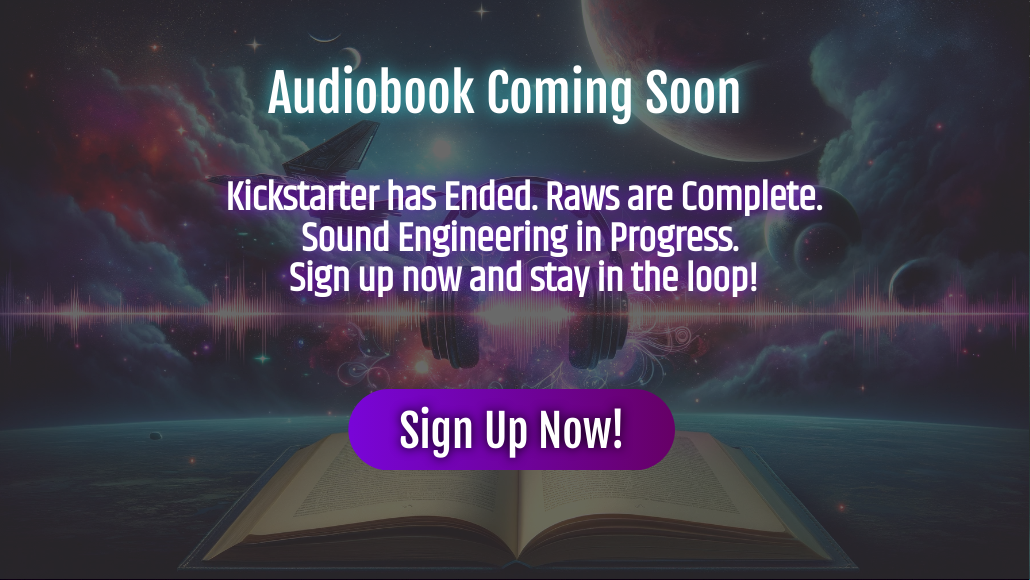 Audiobook Coming Soon
Kickstarter has Ended. Raws are Complete.
Sound Engineering in Progress.
Sign up now and stay in the loop!
Sign Up Now!